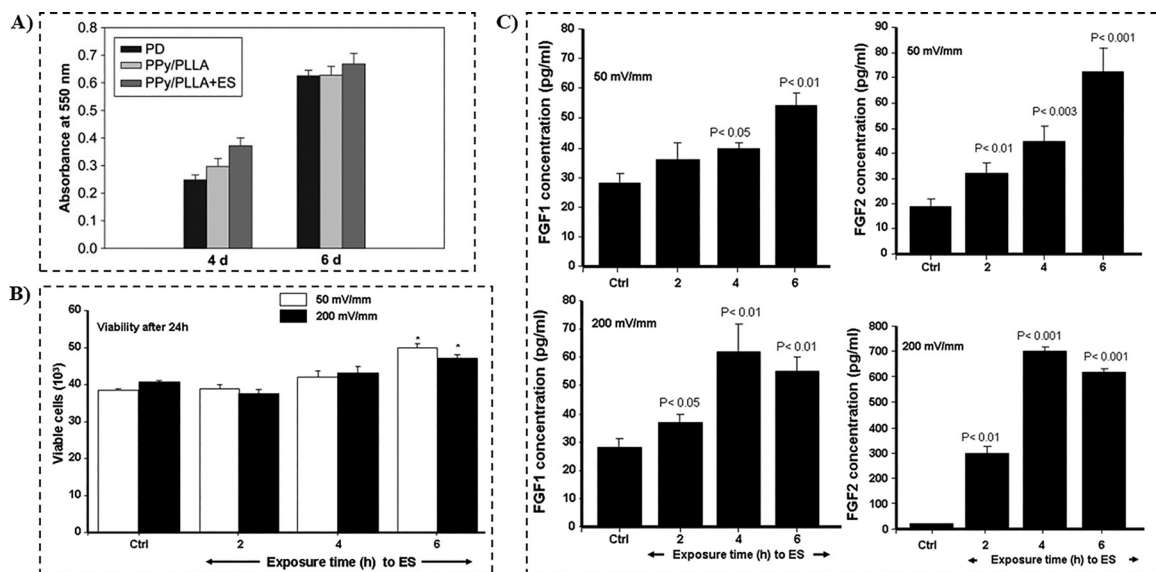 A)
PD
PPy/PLLA
PPy/PLLA+ES
Absorbance at 550 nm
0.8
0.7
0.6
0.5
0.4
0.3
0.2
0.1
0.0
4 d
6 d
B)
50 mV/mm
200 mV/mm
Viability after 24h
Viable cells (10³)
60
50
40
30
20
10
0
*
*
Ctrl
2
4
6
Exposure time (h) to ES
C)
50 mV/mm
FGF1 concentration (pg/ml)
80
70
60
50
40
30
20
10
0
P< 0.05
P< 0.01
Ctrl
2
4
6
50 mV/mm
FGF2 concentration (pg/ml)
90
80
70
60
50
40
30
20
10
0
P< 0.01
P< 0.003
P< 0.001
Ctrl
2
4
6
200 mV/mm
FGF1 concentration (pg/ml)
80
70
60
50
40
30
20
10
0
P< 0.05
P< 0.01
P< 0.01
Ctrl
2
4
6
Exposure time (h) to ES
200 mV/mm
FGF2 concentration (pg/ml)
800
700
600
500
400
300
200
100
0
P< 0.01
P< 0.001
P< 0.001
Ctrl
2
4
6
Exposure time (h) to ES